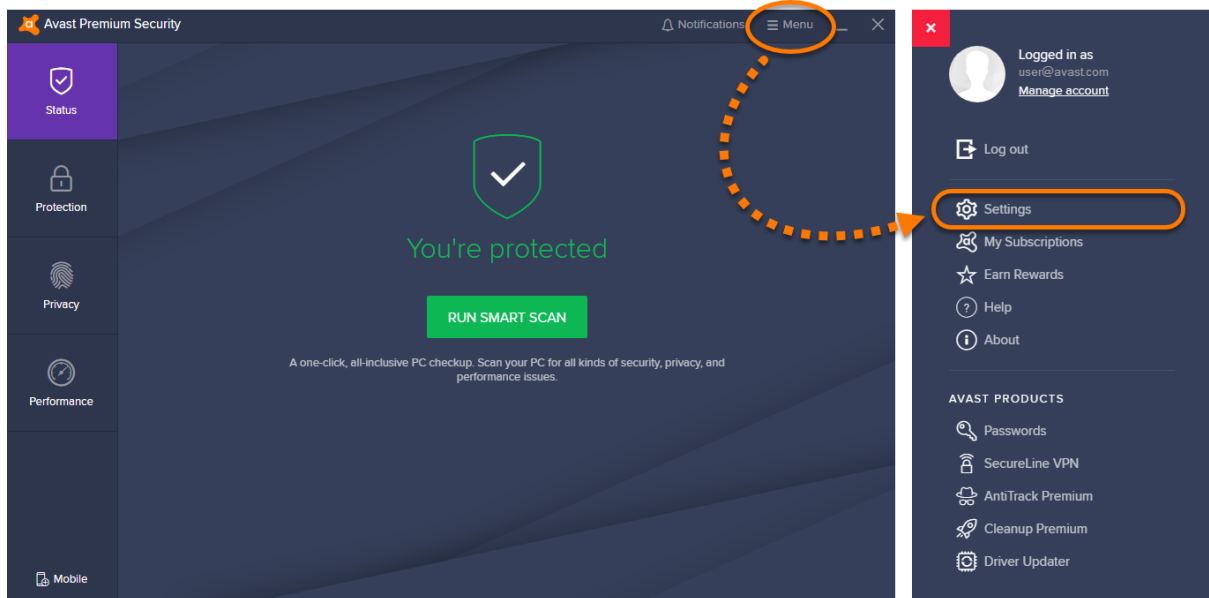 Avast Premium Security
Notifications
Menu
Status
Protection
Privacy
Performance
Mobile
You're protected
RUN SMART SCAN
A one-click, all-inclusive PC checkup. Scan your PC for all kinds of security, privacy, and
performance issues.
Logged in as
user@avast.com
Manage account
Log out
Settings
My Subscriptions
Earn Rewards
Help
About
AVAST PRODUCTS
Passwords
SecureLine VPN
AntiTrack Premium
Cleanup Premium
Driver Updater